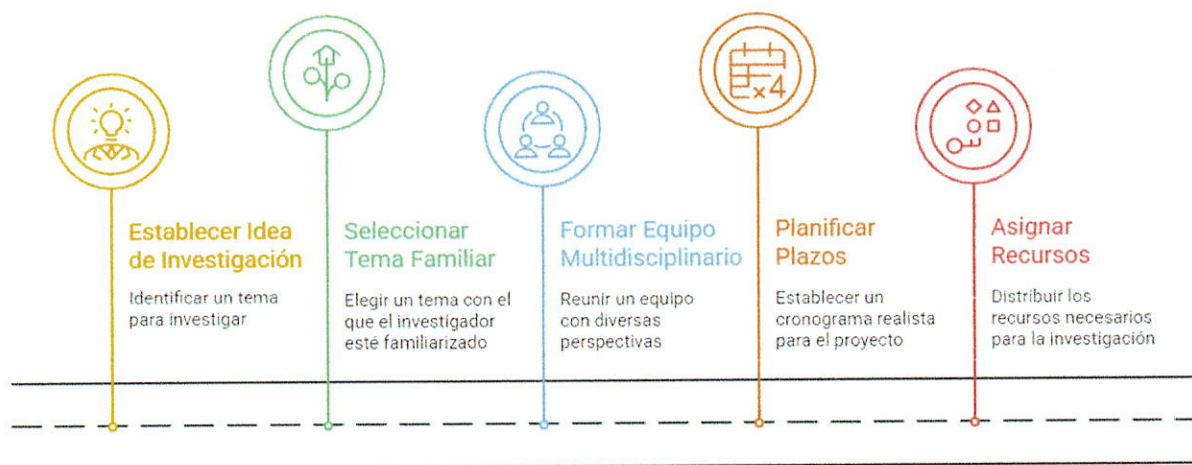 x4
Establecer Idea
de Investigación
Identificar un tema
para investigar
Seleccionar
Tema Familiar
Elegir un tema con el
que el investigador
esté familiarizado
Formar Equipo
Multidisciplinario
Reunir un equipo
con diversas
perspectivas
Planificar
Plazos
Establecer un
cronograma realista
para el proyecto
Asignar
Recursos
Distribuir los
recursos necesarios
para la investigación